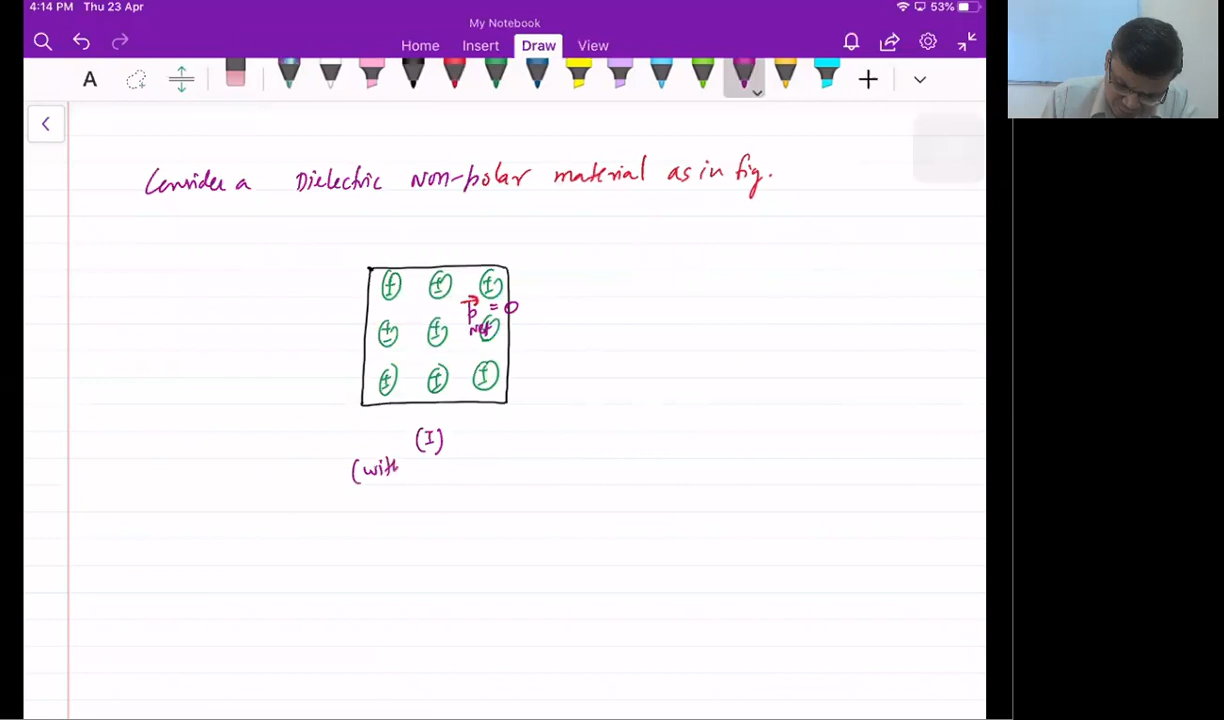 4:14 PM Thu 23 Apr
53%
My Notebook
Home Insert Draw View
A
Consider a Dielectric Non-polar material as in fig.
p = 0
Net
(I)
(with